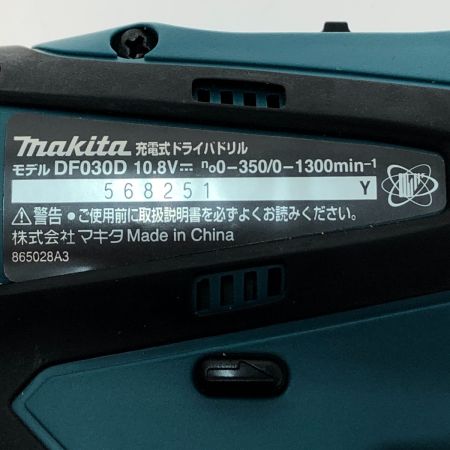 makita 充電式ドライバドリル
モデル DF030D 10.8V⎓ n₀0-350/0-1300min⁻¹
568251 Y
⚠警告・ご使用前に取扱説明書を必ずよくお読みください。
株式会社 マキタ Made in China
865028A3